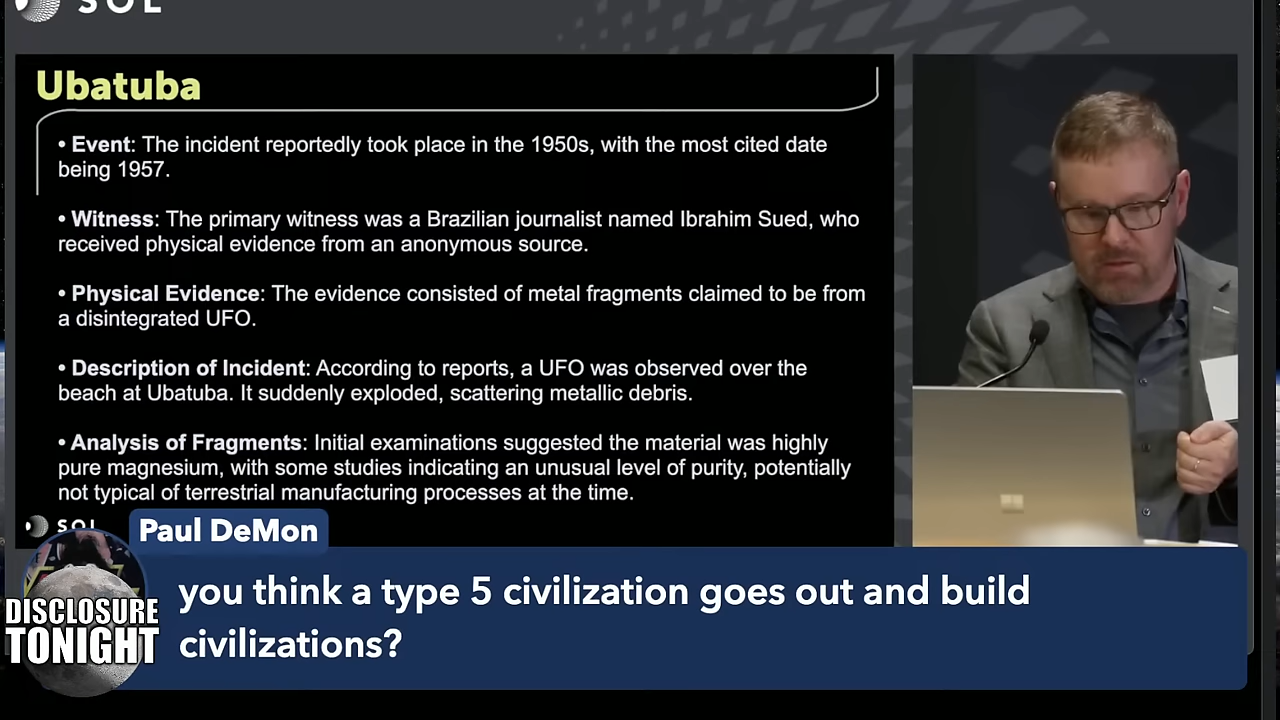 SOL
Ubatuba
• Event: The incident reportedly took place in the 1950s, with the most cited date
being 1957.
• Witness: The primary witness was a Brazilian journalist named Ibrahim Sued, who
received physical evidence from an anonymous source.
• Physical Evidence: The evidence consisted of metal fragments claimed to be from
a disintegrated UFO.
• Description of Incident: According to reports, a UFO was observed over the
beach at Ubatuba. It suddenly exploded, scattering metallic debris.
• Analysis of Fragments: Initial examinations suggested the material was highly
pure magnesium, with some studies indicating an unusual level of purity, potentially
not typical of terrestrial manufacturing processes at the time.
SOL
Paul DeMon
you think a type 5 civilization goes out and build
civilizations?
DISCLOSURE
TONIGHT